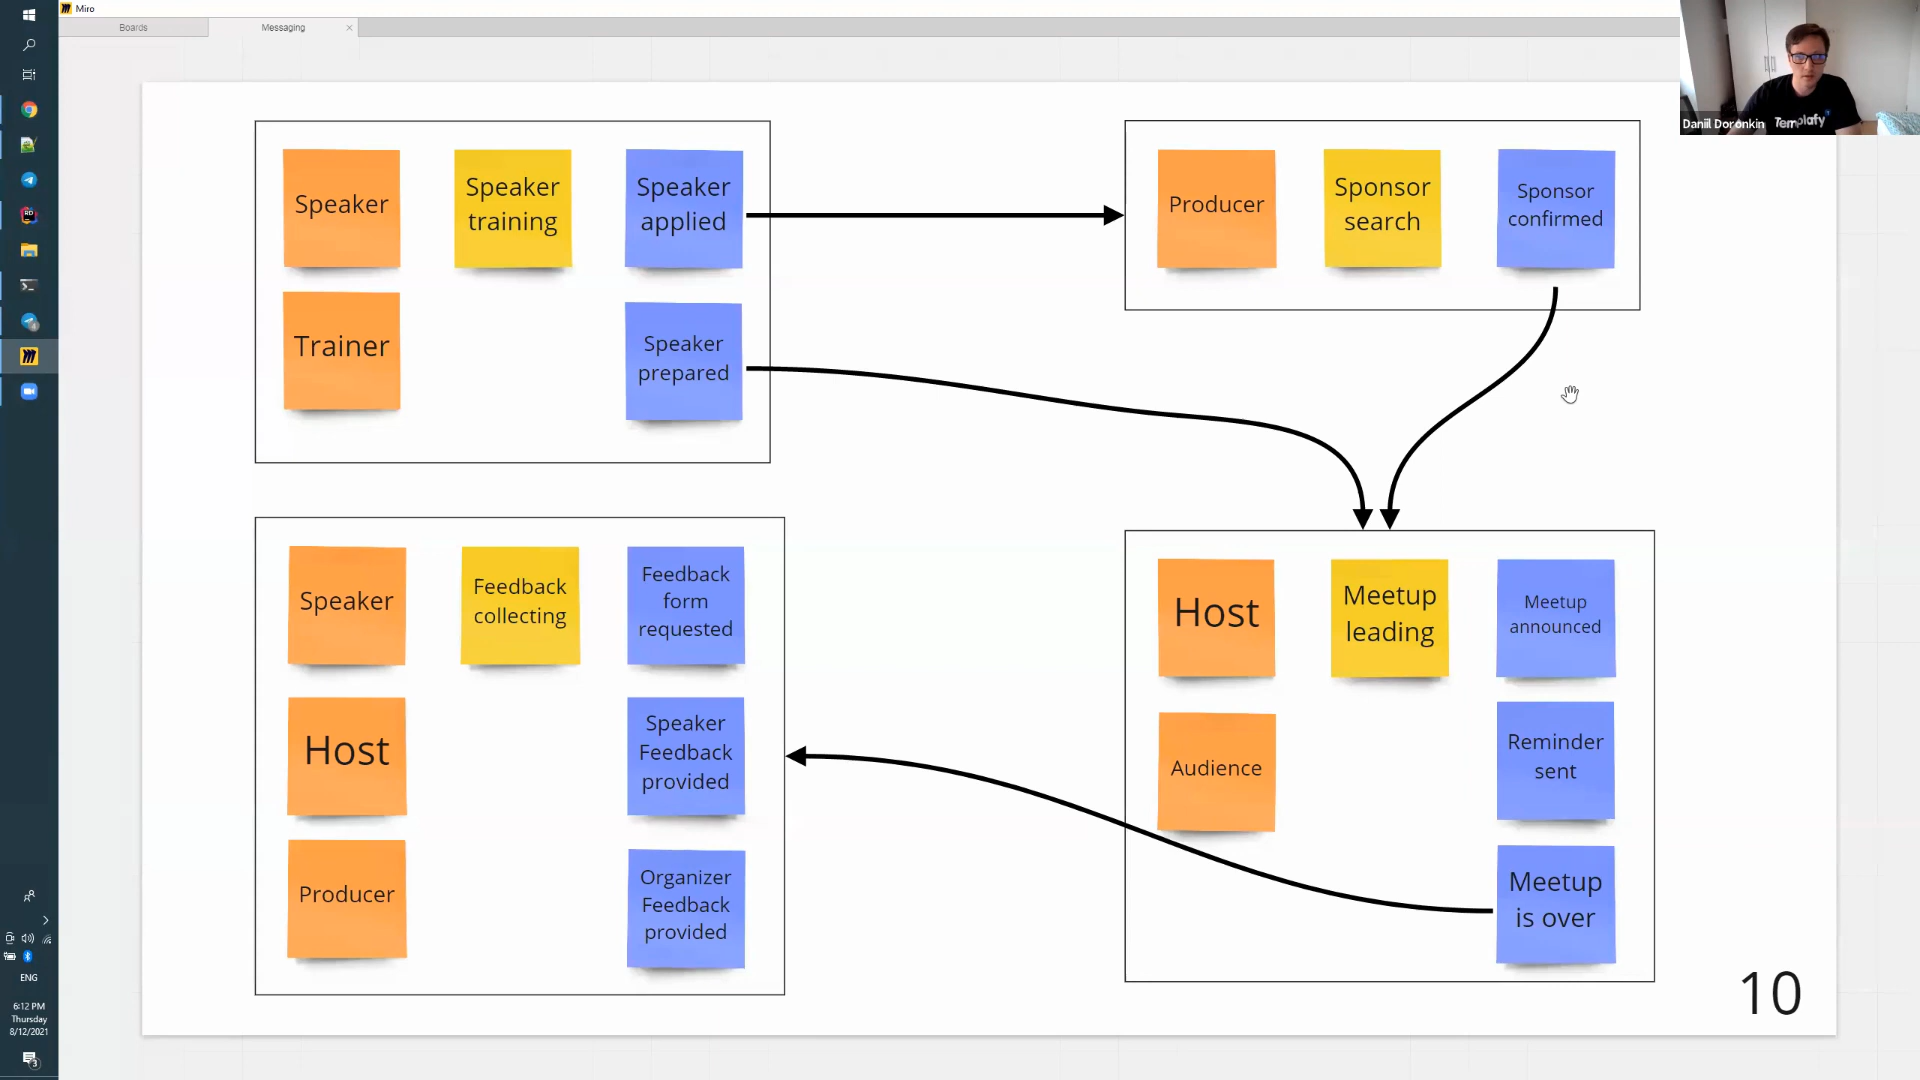 Miro
Boards
Messaging
Speaker
Speaker
training
Speaker
applied
Trainer
Speaker
prepared
Producer
Sponsor
search
Sponsor
confirmed
Speaker
Feedback
collecting
Feedback
form
requested
Host
Speaker
Feedback
provided
Producer
Organizer
Feedback
provided
Host
Meetup
leading
Meetup
announced
Audience
Reminder
sent
Meetup
is over
10
Daniil Doronkin
Templafy
ENG
6:12 PM
Thursday
8/12/2021